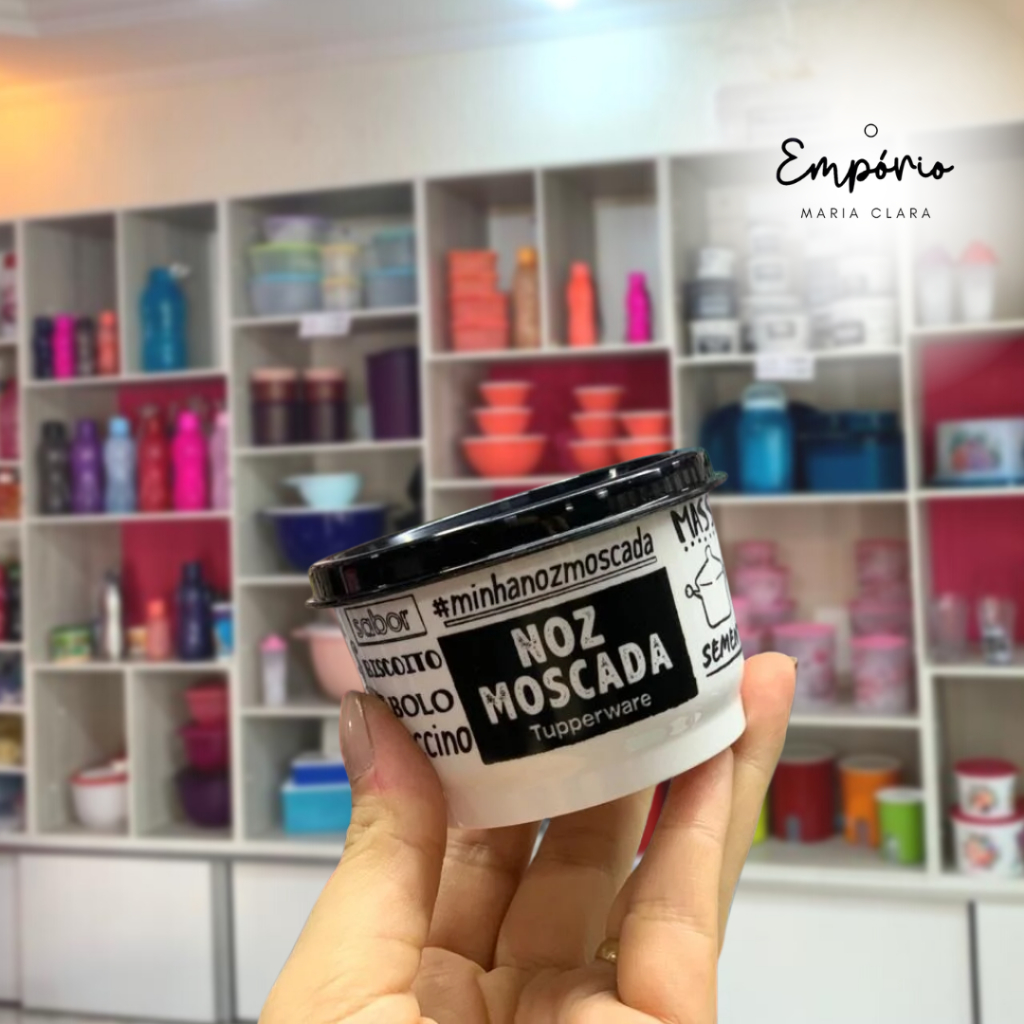 Empório
MARIA CLARA
#minhanozmoscada
sabor
NOZ
MOSCADA
Tupperware
BISCOITO
BOLO